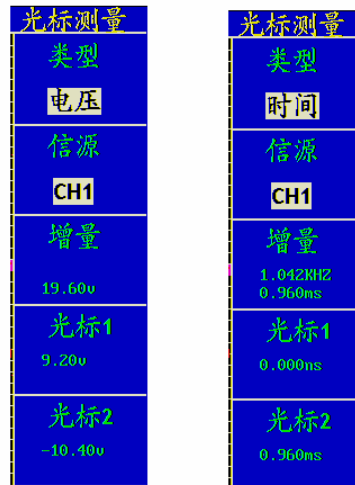 光标测量
类型
电压
信源
CH1
增量
19.60v
光标1
9.20v
光标2
-10.40v
光标测量
类型
时间
信源
CH1
增量
1.042KHZ
0.960ms
光标1
0.000ns
光标2
0.960ms